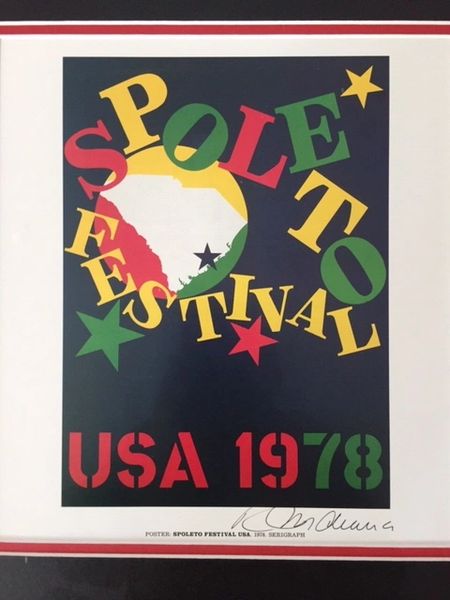 SPOLETO
FESTIVAL
USA 1978
POSTER: SPOLETO FESTIVAL USA, 1978, SERIGRAPH